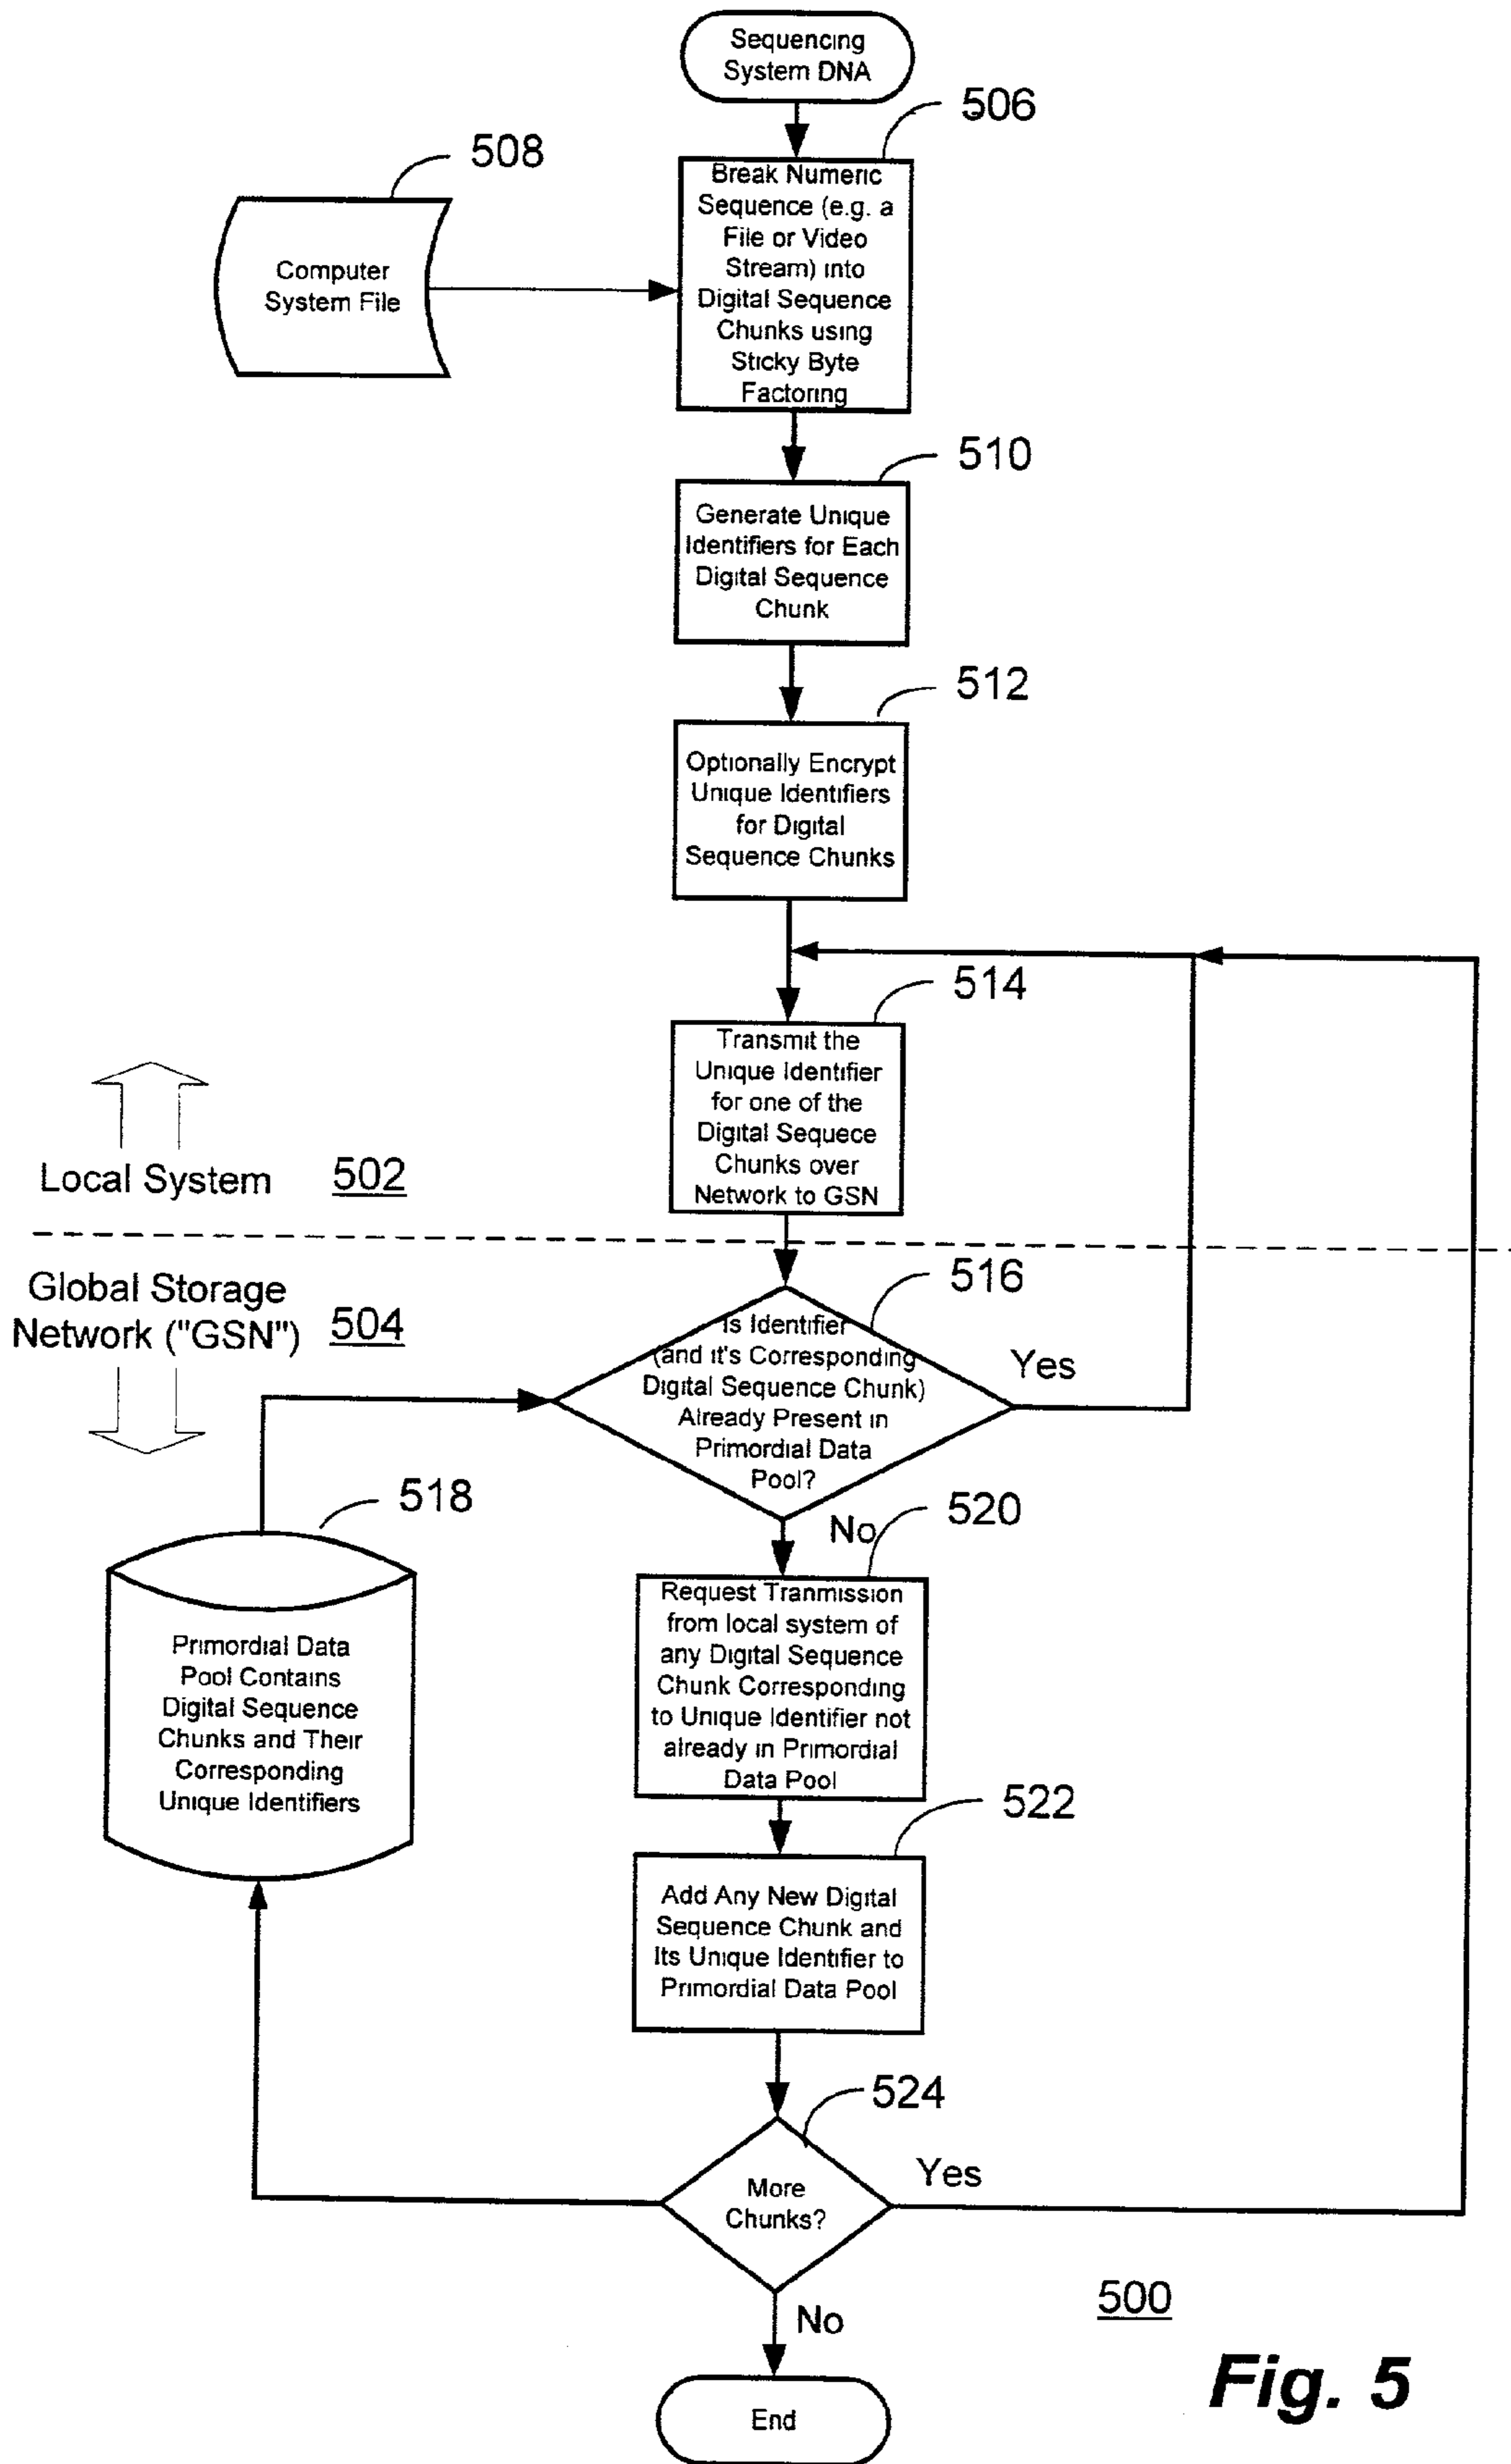 Sequencing
System DNA
506
508
Break Numeric
Sequence (e.g. a
File or Video
Stream) into
Digital Sequence
Chunks using
Sticky Byte
Factoring
Computer
System File
510
Generate Unique
Identifiers for Each
Digital Sequence
Chunk
512
Optionally Encrypt
Unique Identifiers
for Digital
Sequence Chunks
514
Transmit the
Unique Identifier
for one of the
Digital Sequece
Chunks over
Network to GSN
Local System 502
Global Storage
Network ("GSN") 504
516
Is Identifier
(and it's Corresponding
Digital Sequence Chunk)
Already Present in
Primordial Data
Pool?
Yes
No
518
Primordial Data
Pool Contains
Digital Sequence
Chunks and Their
Corresponding
Unique Identifiers
520
Request Tranmission
from local system of
any Digital Sequence
Chunk Corresponding
to Unique Identifier not
already in Primordial
Data Pool
522
Add Any New Digital
Sequence Chunk and
Its Unique Identifier to
Primordial Data Pool
524
More
Chunks?
Yes
No
500
End
Fig. 5